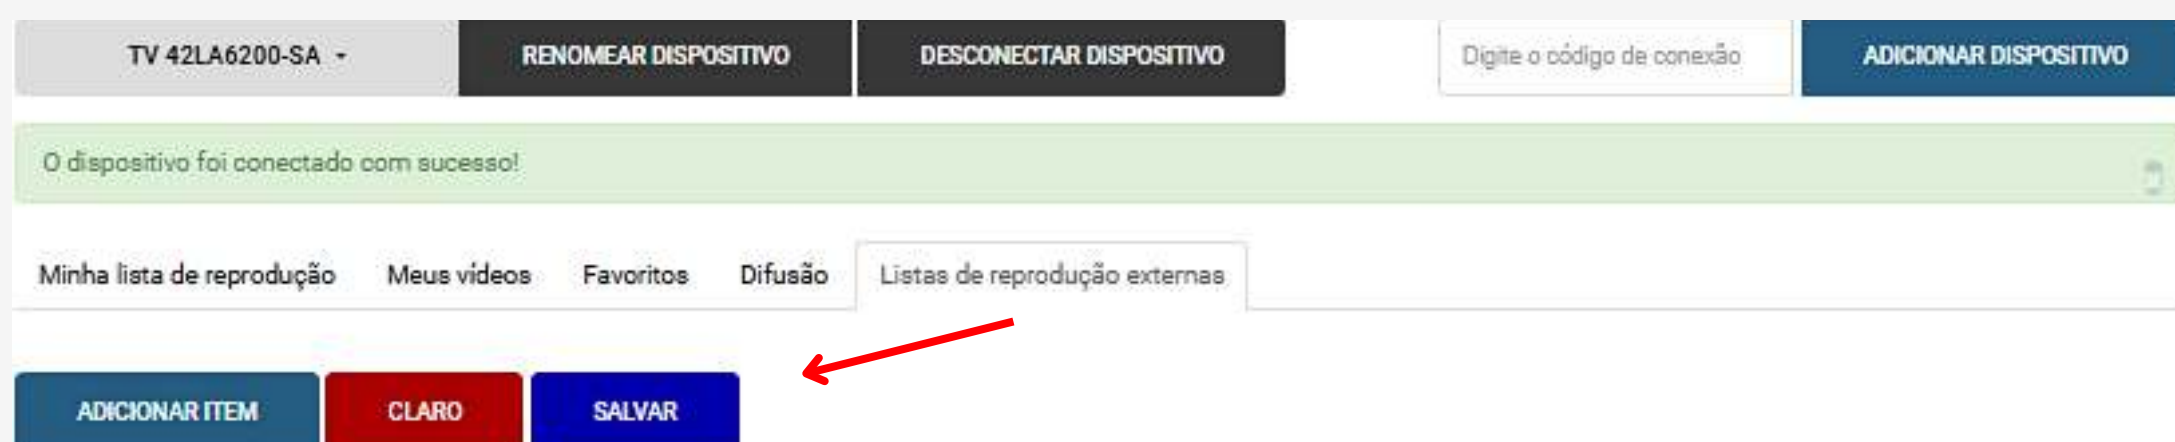 TV 42LA6200-SA
RENOMEAR DISPOSITIVO
DESCONECTAR DISPOSITIVO
Digite o código de conexão
ADICIONAR DISPOSITIVO
O dispositivo foi conectado com sucesso!
Minha lista de reprodução
Meus vídeos
Favoritos
Difusão
Listas de reprodução externas
ADICIONAR ITEM
CLARO
SALVAR